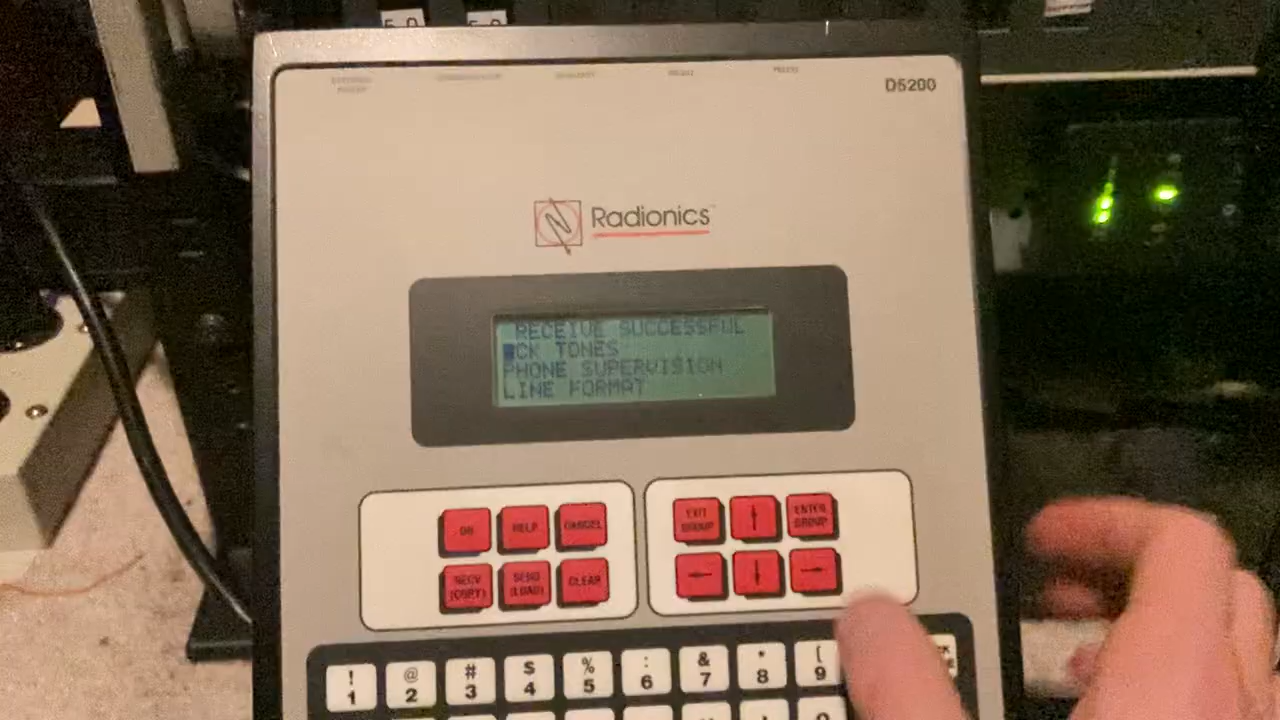 D5200
Radionics
RECEIVE SUCCESSFUL
CK TONES
PHONE SUPERVISION
LINE FORMAT
ON HELP CANCEL
RECV (COPY) SEND (LOAD) CLEAR
EXIT GROUP ↑ ENTER GROUP
← ↓ →
! @ # $ % : & * [
1 2 3 4 5 6 7 8 9